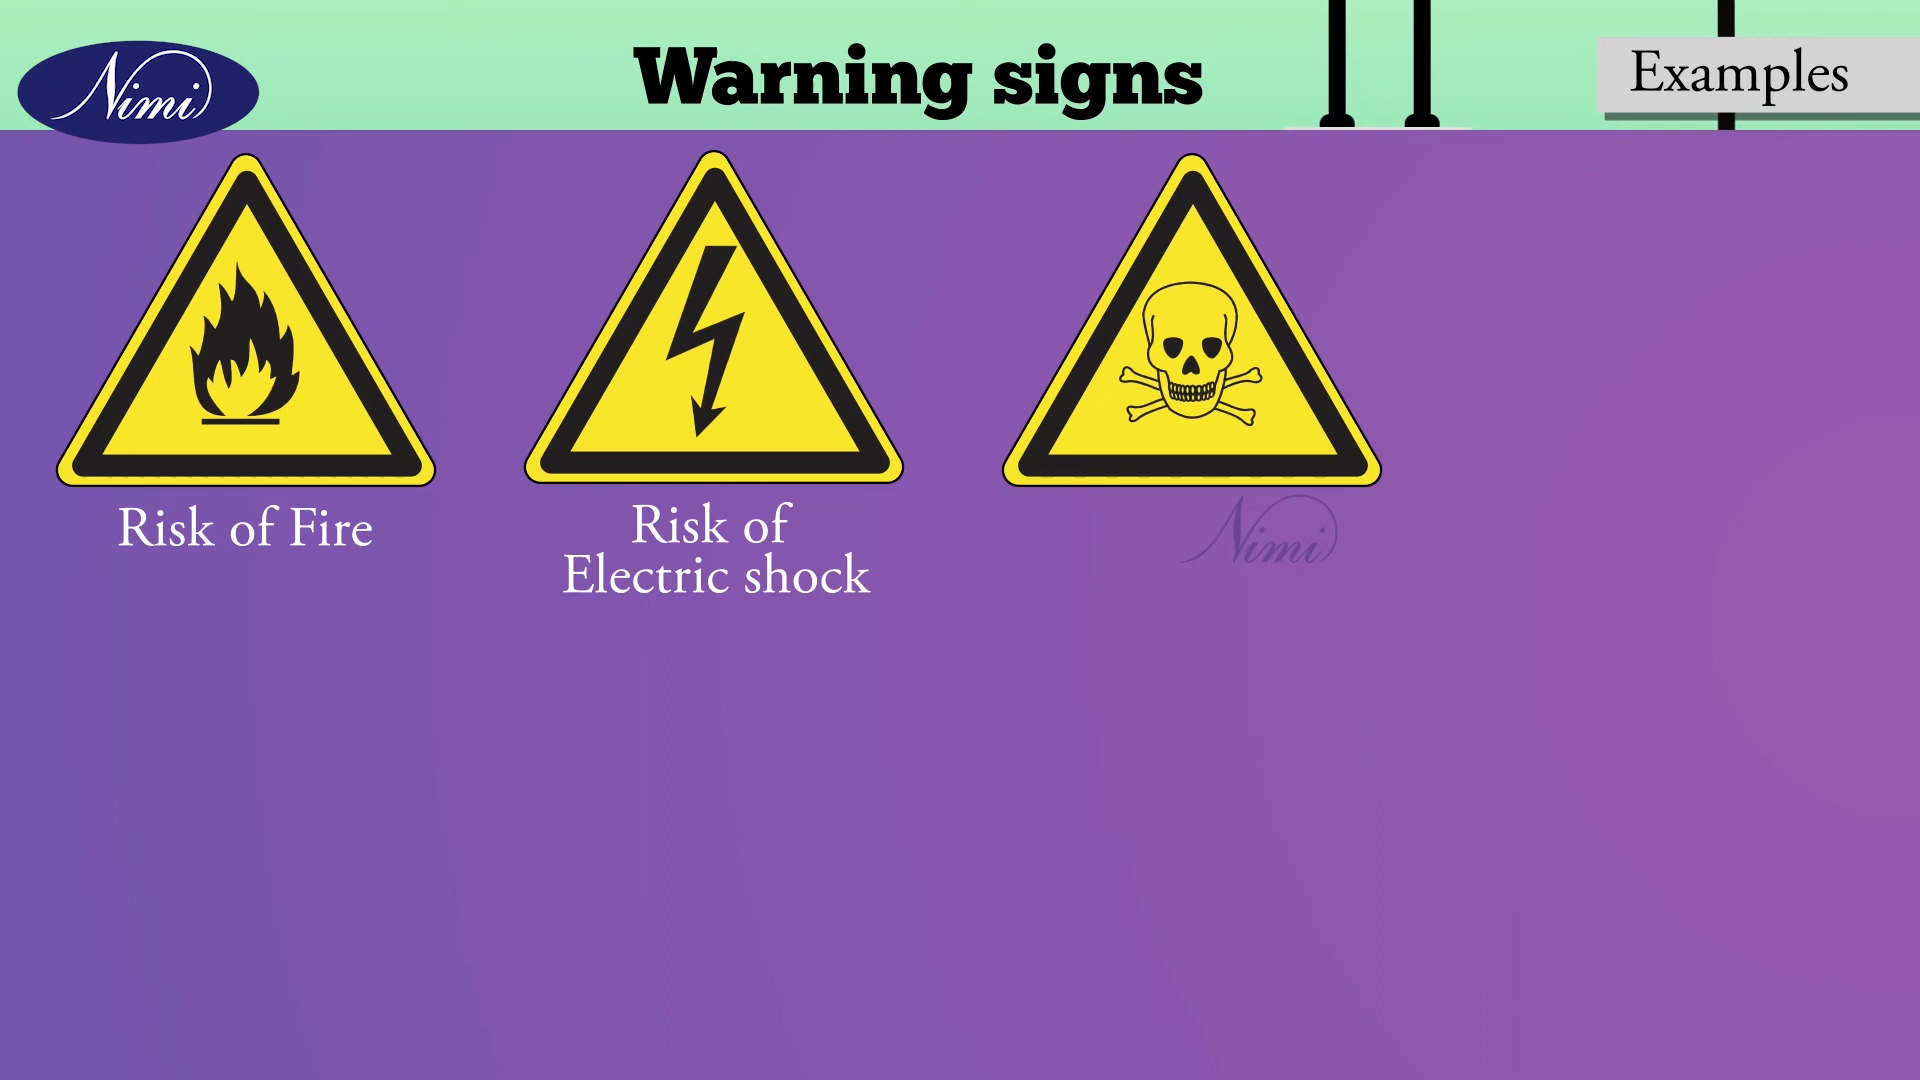 Nimi
Warning signs
Examples
Risk of Fire
Risk of
Electric shock
Nimi